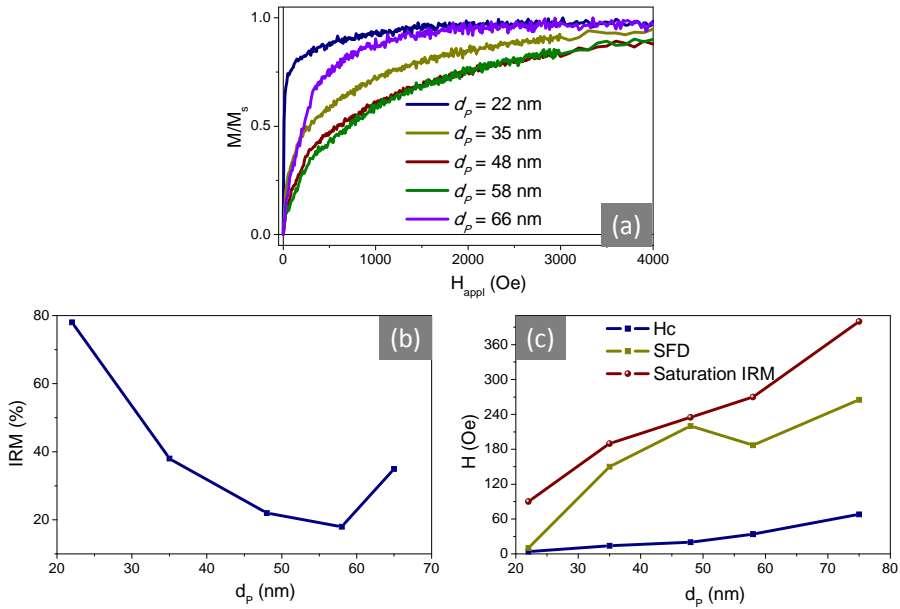 M/Ms
1.0
0.5
0.0
dP = 22 nm
dP = 35 nm
dP = 48 nm
dP = 58 nm
dP = 66 nm
(a)
0 1000 2000 3000 4000
Happl (Oe)
IRM (%)
80
60
40
20
(b)
20 30 40 50 60 70
dP (nm)
H (Oe)
360
300
240
180
120
60
0
(c)
Hc
SFD
Saturation IRM
20 30 40 50 60 70 80
dP (nm)